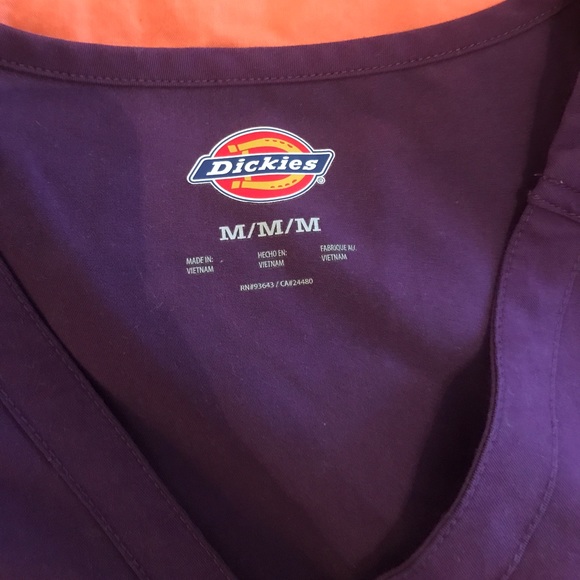 Dickies®
M/M/M
MADE IN: HECHO EN: FABRIQUE AU
VIETNAM VIETNAM VIETNAM
RN#93643 / CA#24480